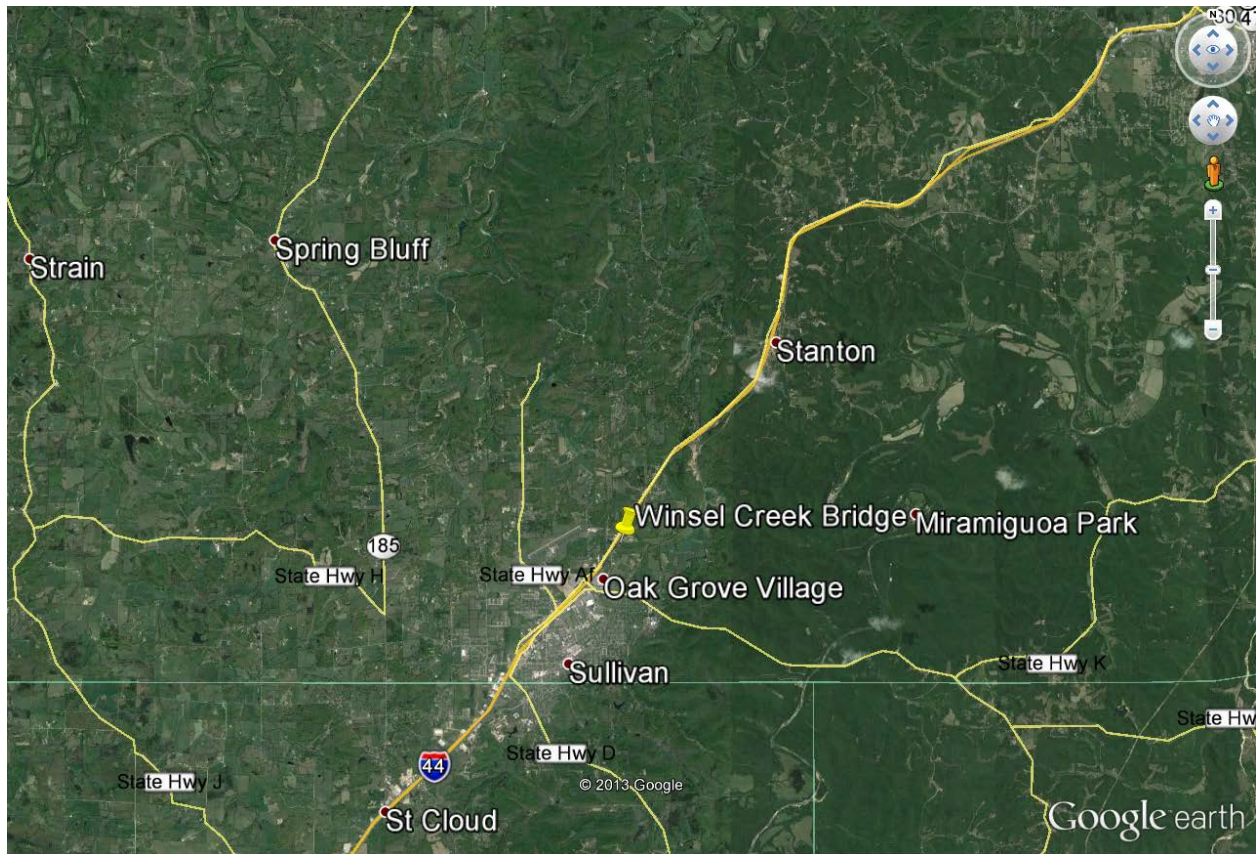 N
Spring Bluff
Strain
Stanton
Winsel Creek Bridge
Miramiguoa Park
185
State Hwy H
State Hwy Af
Oak Grove Village
Sullivan
State Hwy K
State Hw
State Hwy D
44
State Hwy J
© 2013 Google
St Cloud
Google earth